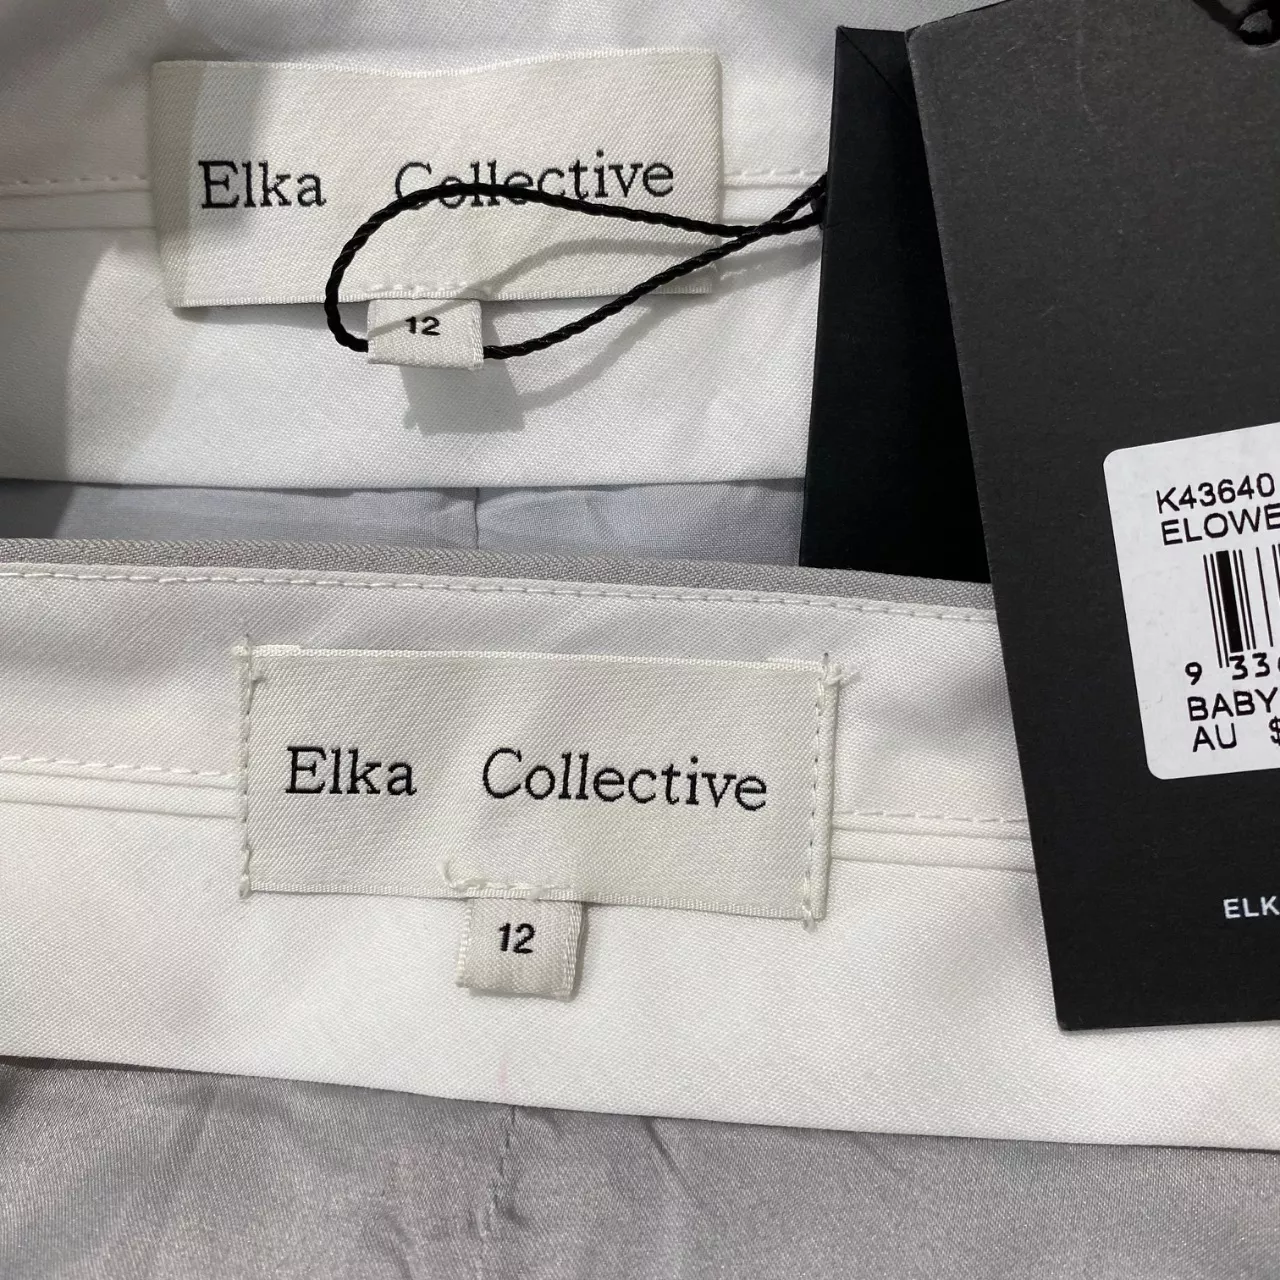 Elka Collective
12
K43640
ELOWE
9 33
BABY
AU $
Elka Collective
12
ELK